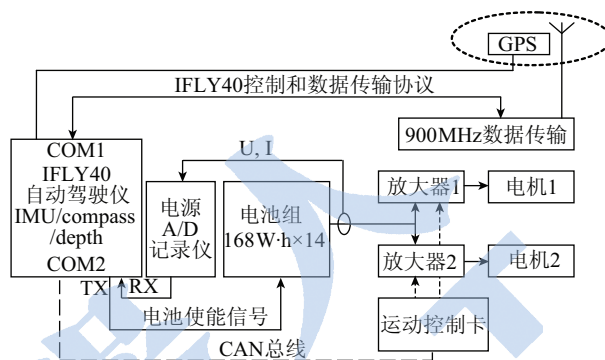 GPS
IFLY40控制和数据传输协议
900MHz数据传输
COM1
IFLY40
自动驾驶仪
IMU/compass
/depth
COM2
U, I
电源
A/D
记录仪
电池组
168W·h×14
放大器1
电机1
放大器2
电机2
TX
RX
电池使能信号
运动控制卡
CAN总线